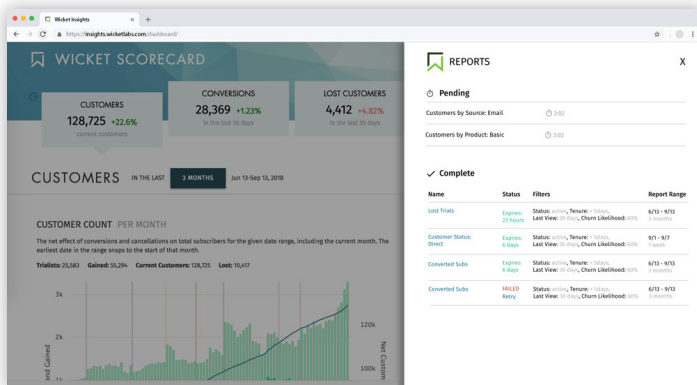 Wicket Insights
https://insights.wicketlabs.com/dashboard/
WICKET SCORECARD
CUSTOMERS
128,725 +22.6%
current customers
CONVERSIONS
28,369 +1.23%
in the last 30 days
LOST CUSTOMERS
4,412 +4.82%
in the last 30 days
CUSTOMERS IN THE LAST 3 MONTHS Jun 13-Sep 13, 2018
CUSTOMER COUNT PER MONTH
The net effect of conversions and cancellations on total subscribers for the given date range, including the current month. The
earliest date in the range snaps to the start of that month.
Trialists: 25,583 Gained: 55,294 Current Customers: 128,725 Lost: 10,417
3k
2k
1k
and Gained
120k
100k
Net Custom
REPORTS X
Pending
Customers by Source: Email 3:02
Customers by Product: Basic 3:02
Complete
Name Status Filters Report Range
Lost Trials Expires: Status: active, Tenure: > 5days, 6/13 - 9/13
23 hours Last View: 30 days, Churn Likelihood: 60% 3 months
Customer Status: Expires: Status: active, Tenure: > 5days, 9/1 - 9/7
Direct 6 days Last View: 30 days, Churn Likelihood: 60% 1 week
Converted Subs Expires: Status: active, Tenure: > 5days, 6/13 - 9/13
6 days Last View: 30 days, Churn Likelihood: 60% 3 months
Converted Subs FAILED Status: active, Tenure: > 5days, 6/13 - 9/13
Retry Last View: 30 days, Churn Likelihood: 60% 3 months